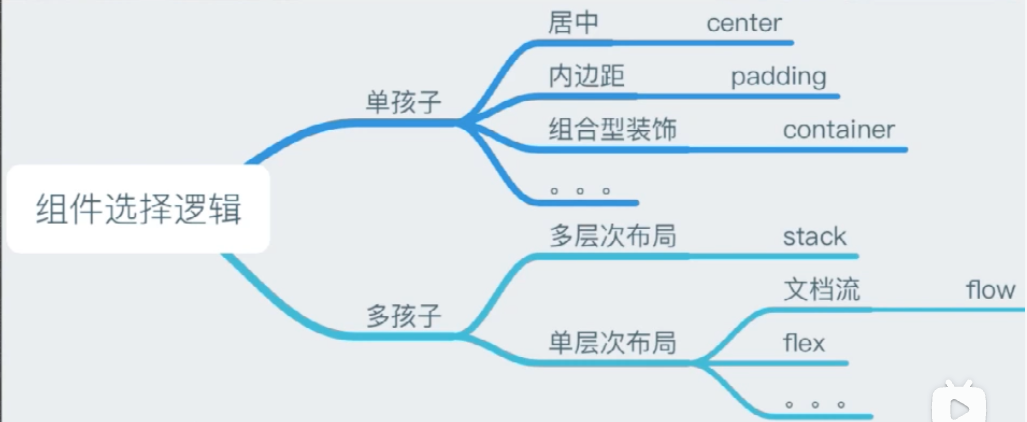 组件选择逻辑
单孩子
居中 center
内边距 padding
组合型装饰 container
。。。
多孩子
多层次布局 stack
单层次布局
文档流 flow
flex
。。。